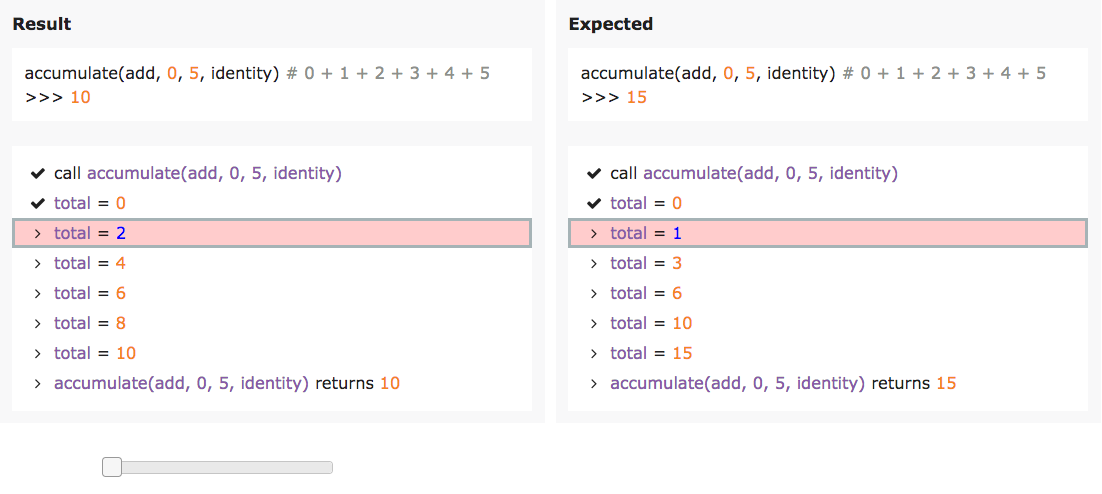 Result
accumulate(add, 0, 5, identity) # 0 + 1 + 2 + 3 + 4 + 5
>>> 10
call accumulate(add, 0, 5, identity)
total = 0
total = 2
total = 4
total = 6
total = 8
total = 10
accumulate(add, 0, 5, identity) returns 10
Expected
accumulate(add, 0, 5, identity) # 0 + 1 + 2 + 3 + 4 + 5
>>> 15
call accumulate(add, 0, 5, identity)
total = 0
total = 1
total = 3
total = 6
total = 10
total = 15
accumulate(add, 0, 5, identity) returns 15